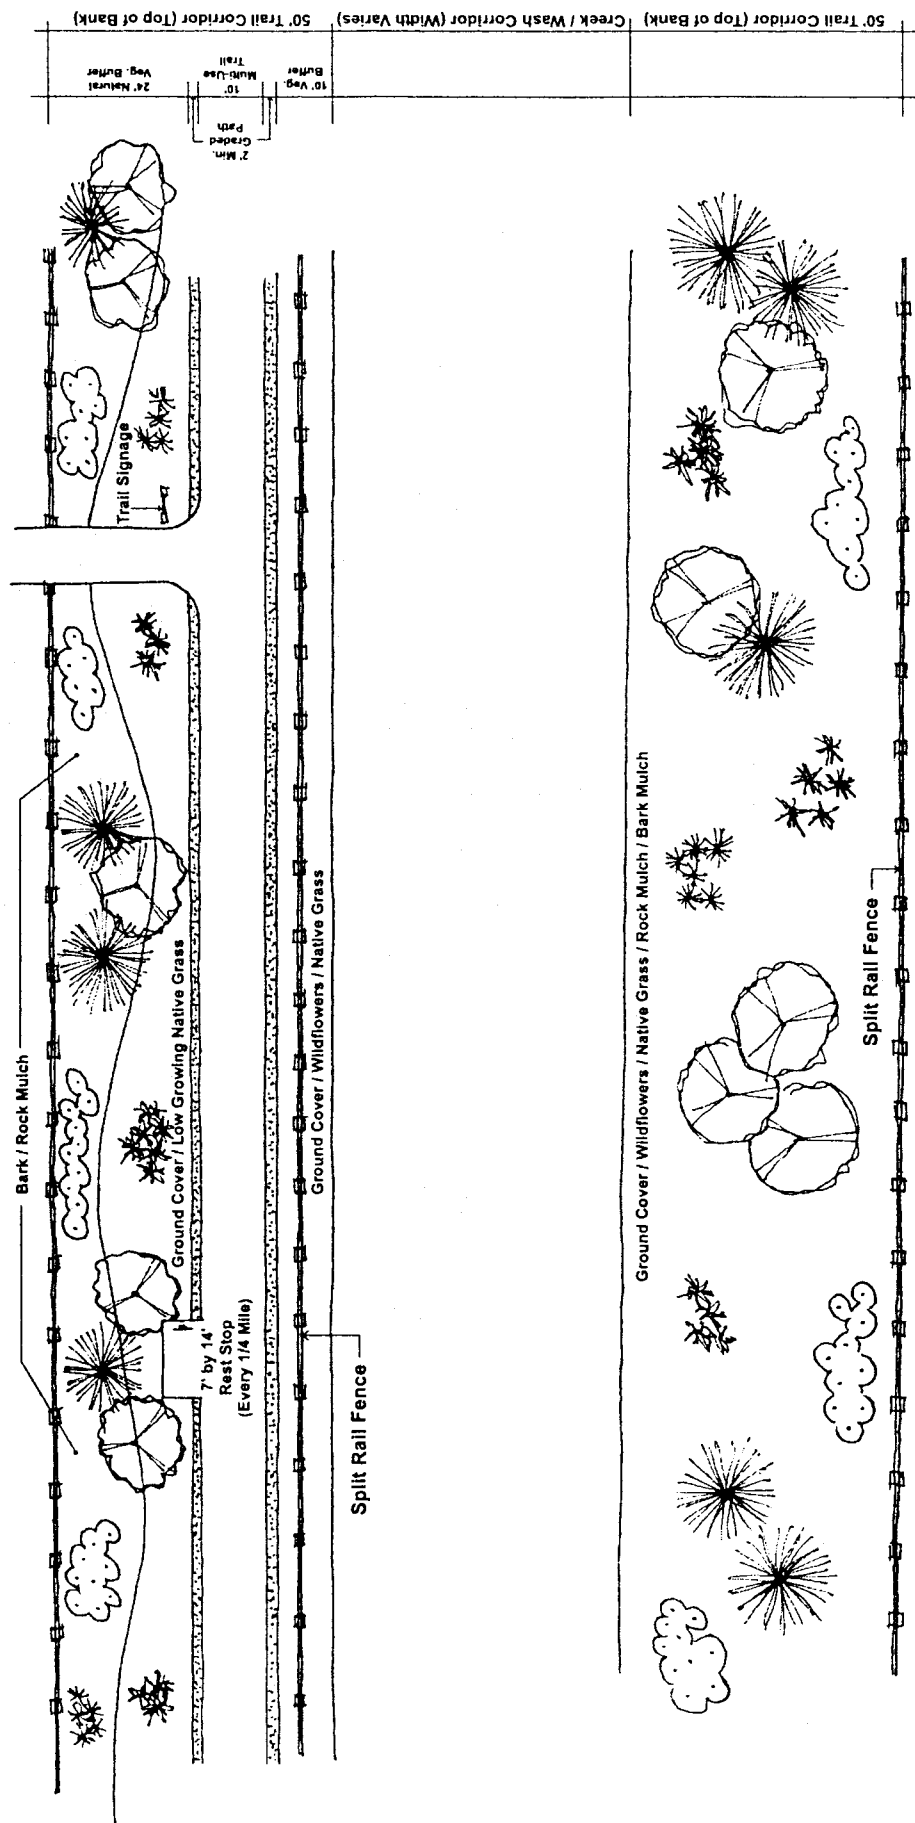 50' Trail Corridor (Top of Bank)
Creek / Wash Corridor (Width Varies)
50' Trail Corridor (Top of Bank)
24' Natural
Veg. Buffer
10'
Multi-Use
Trail
10' Veg.
Buffer
2' Min.
Graded
Path
Trail Signage
Bark / Rock Mulch
Ground Cover / Low Growing Native Grass
7' by 14'
Rest Stop
(Every 1/4 Mile)
Ground Cover / Wildflowers / Native Grass
Split Rail Fence
Ground Cover / Wildflowers / Native Grass / Rock Mulch / Bark Mulch
Split Rail Fence